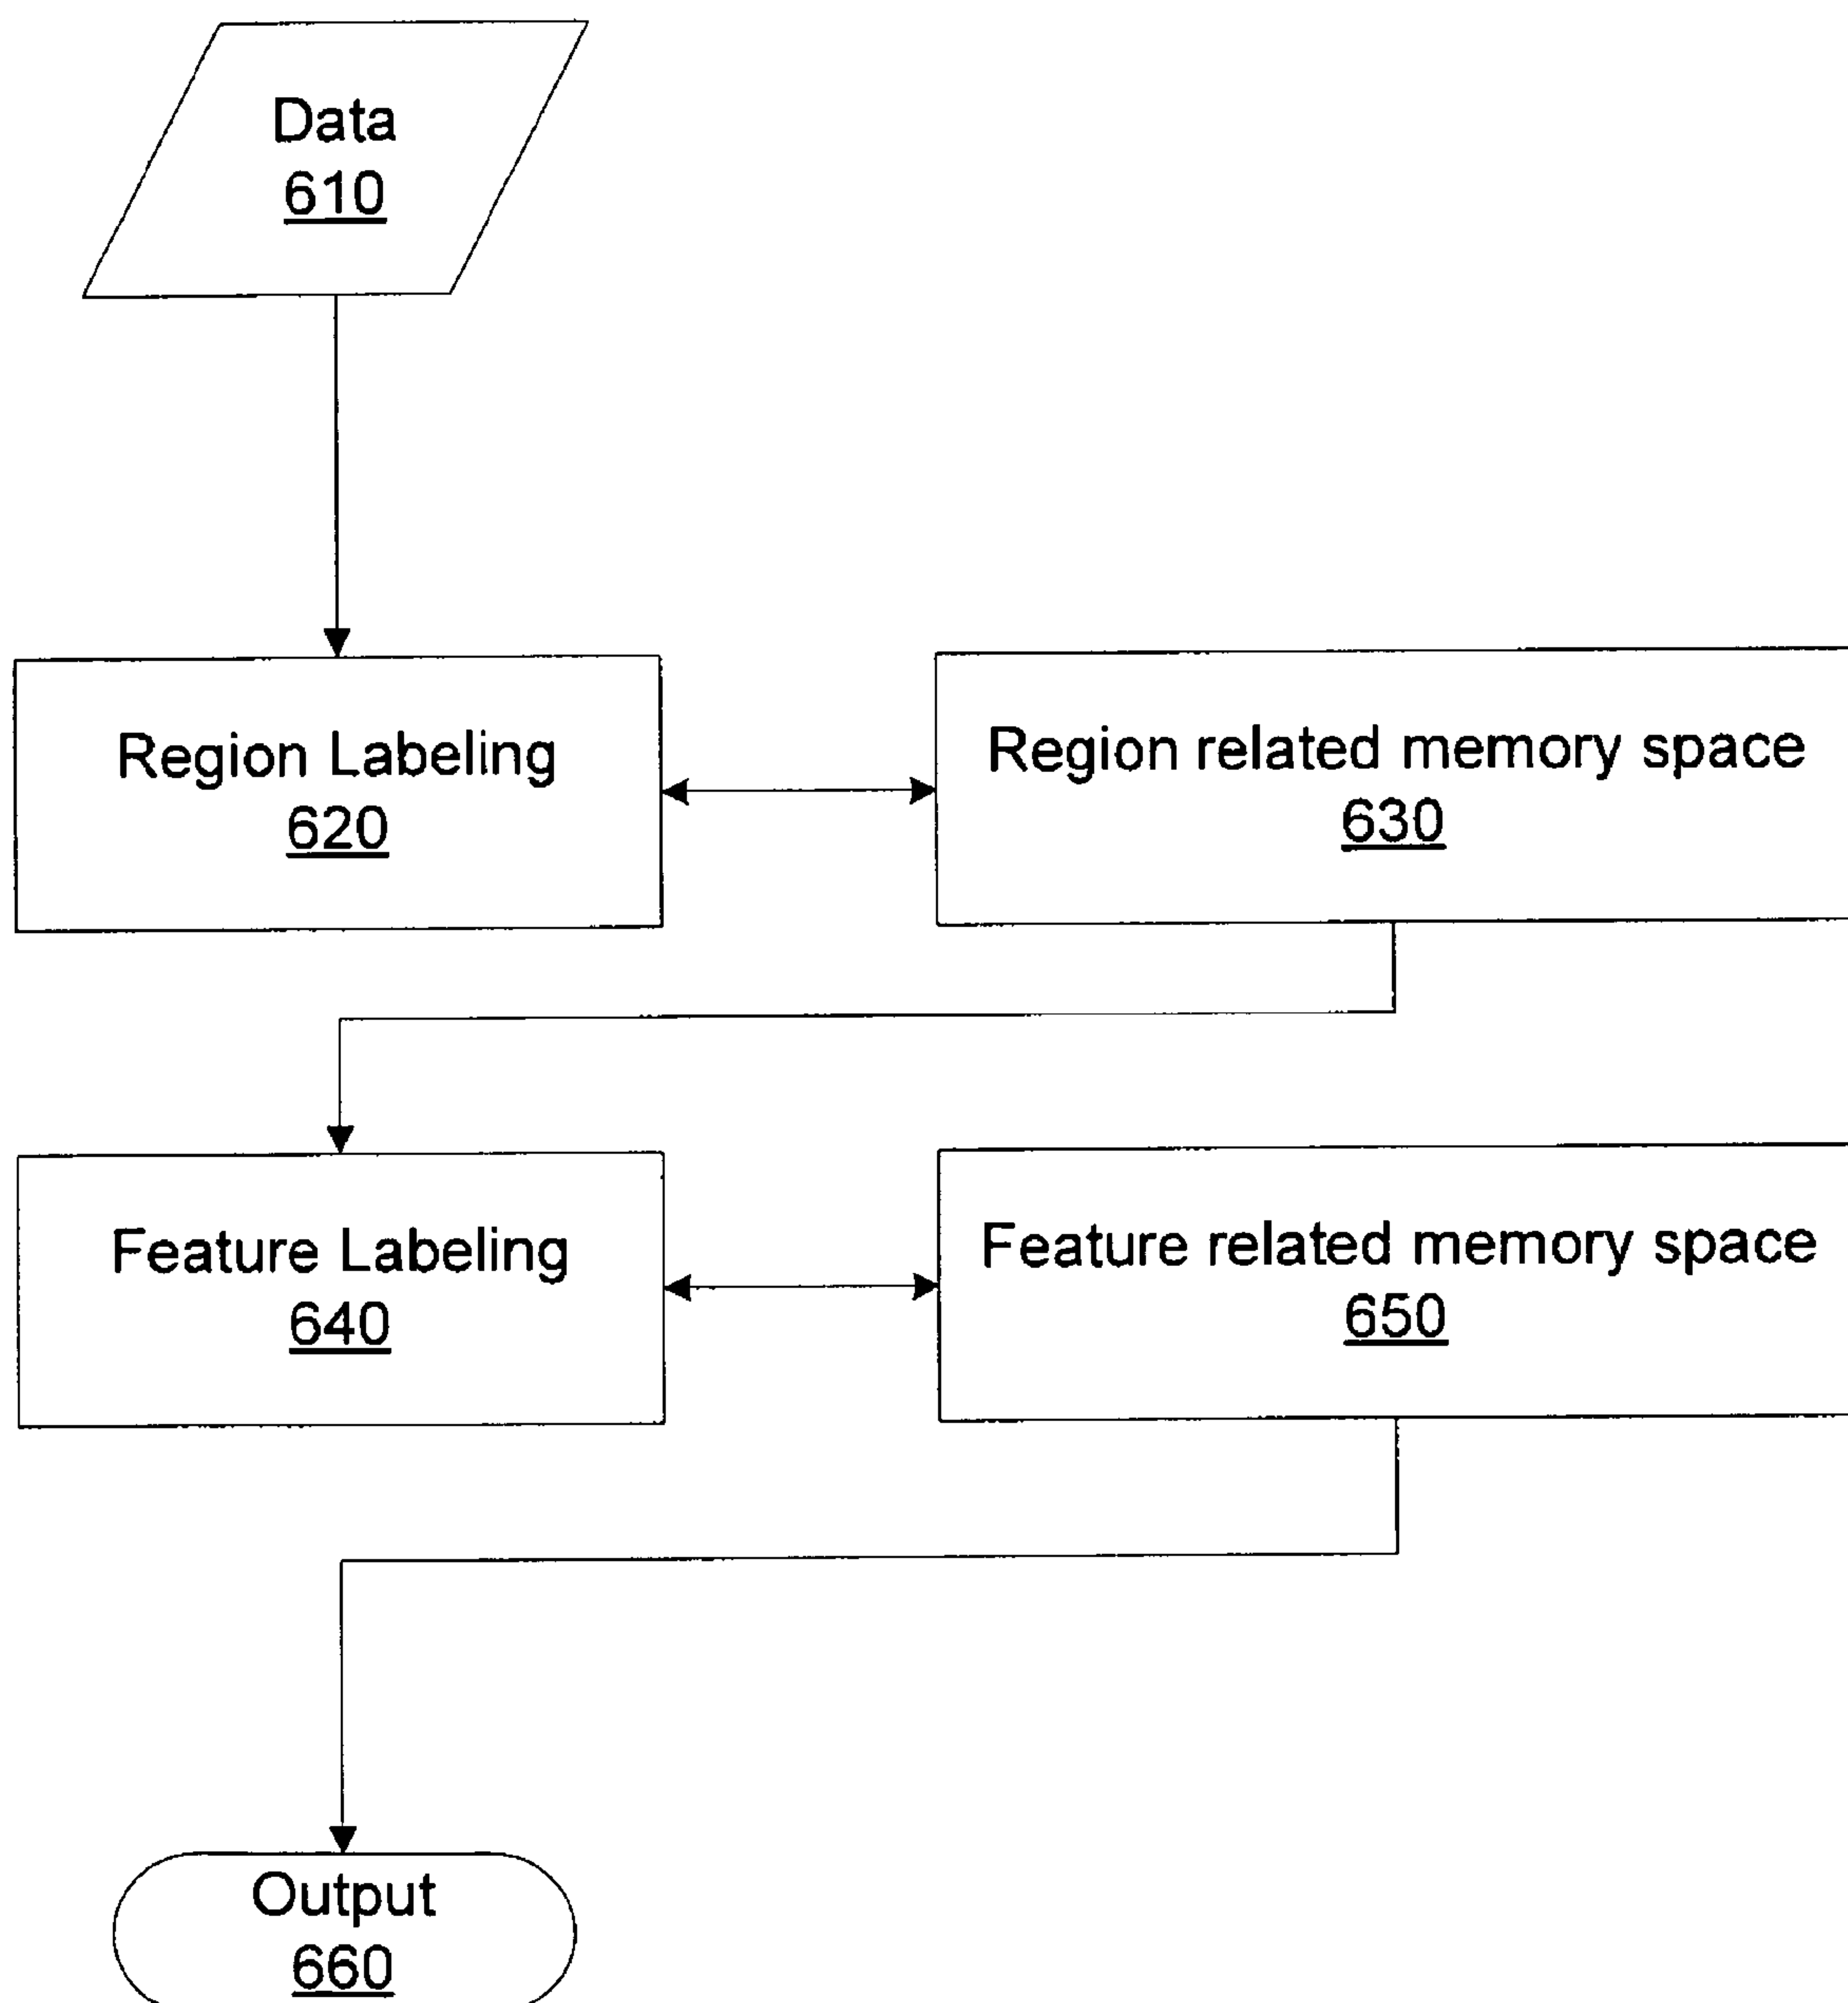 Data
610
Region Labeling
620
Region related memory space
630
Feature Labeling
640
Feature related memory space
650
Output
660